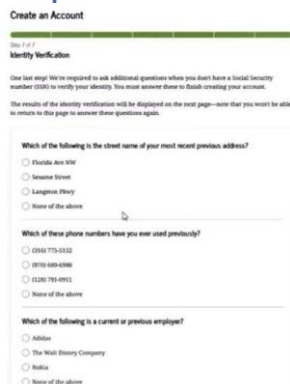 Create an Account
Step 7 of 7
Identity Verification
One last step! We're required to ask additional questions when you don't have a Social Security
number (SSN) to verify your identity. You must answer these to finish creating your account.
The results of the identity verification will be displayed on the next page—note that you won't be able
to return to this page to answer these questions again.
Which of the following is the street name of your most recent previous address?
Florida Ave NW
Sesame Street
Langston Pkwy
None of the above
Which of these phone numbers have you ever used previously?
None of the above
Which of the following is a current or previous employer?
Adidas
The Walt Disney Company
Nokia
None of the above